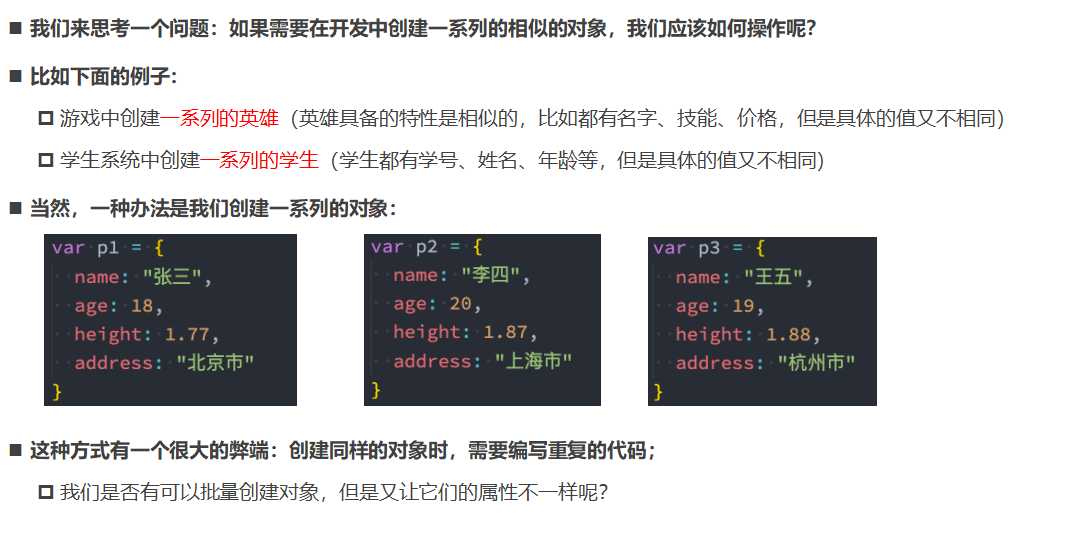 ■ 我们来思考一个问题：如果需要在开发中创建一系列的相似的对象，我们应该如何操作呢？
■ 比如下面的例子：
游戏中创建一系列的英雄（英雄具备的特性是相似的，比如都有名字、技能、价格，但是具体的值又不相同）
学生系统中创建一系列的学生（学生都有学号、姓名、年龄等，但是具体的值又不相同）
■ 当然，一种办法是我们创建一系列的对象：
var p1 = {
name: "张三",
age: 18,
height: 1.77,
address: "北京市"
}
var p2 = {
name: "李四",
age: 20,
height: 1.87,
address: "上海市"
}
var p3 = {
name: "王五",
age: 19,
height: 1.88,
address: "杭州市"
}
■ 这种方式有一个很大的弊端：创建同样的对象时，需要编写重复的代码；
我们是否有可以批量创建对象，但是又让它们的属性不一样呢？